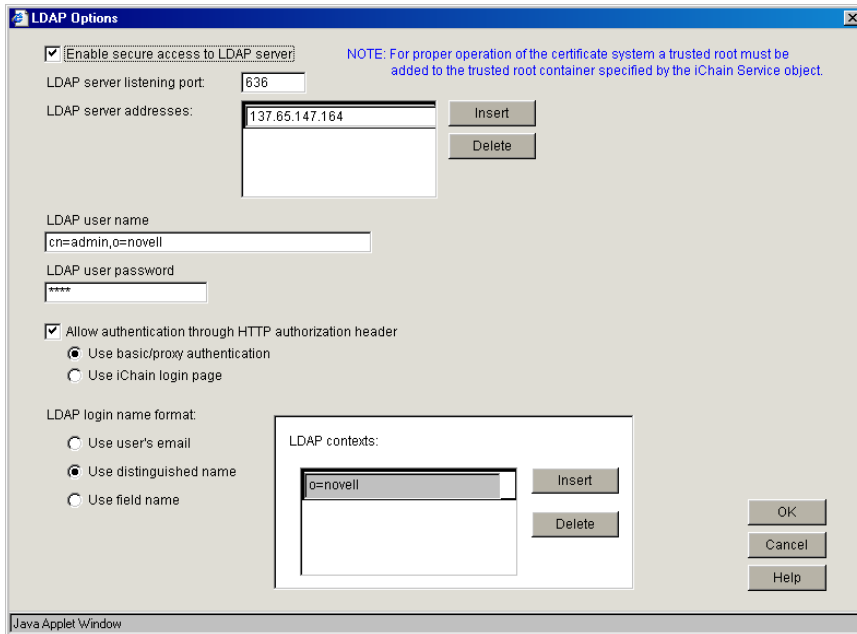 LDAP Options
Enable secure access to LDAP server
NOTE: For proper operation of the certificate system a trusted root must be
added to the trusted root container specified by the iChain Service object.
LDAP server listening port:
636
LDAP server addresses:
137.65.147.164
Insert
Delete
LDAP user name
cn=admin,o=novell
LDAP user password
****
Allow authentication through HTTP authorization header
Use basic/proxy authentication
Use iChain login page
LDAP login name format:
Use user's email
Use distinguished name
Use field name
LDAP contexts:
o=novell
Insert
Delete
OK
Cancel
Help
Java Applet Window